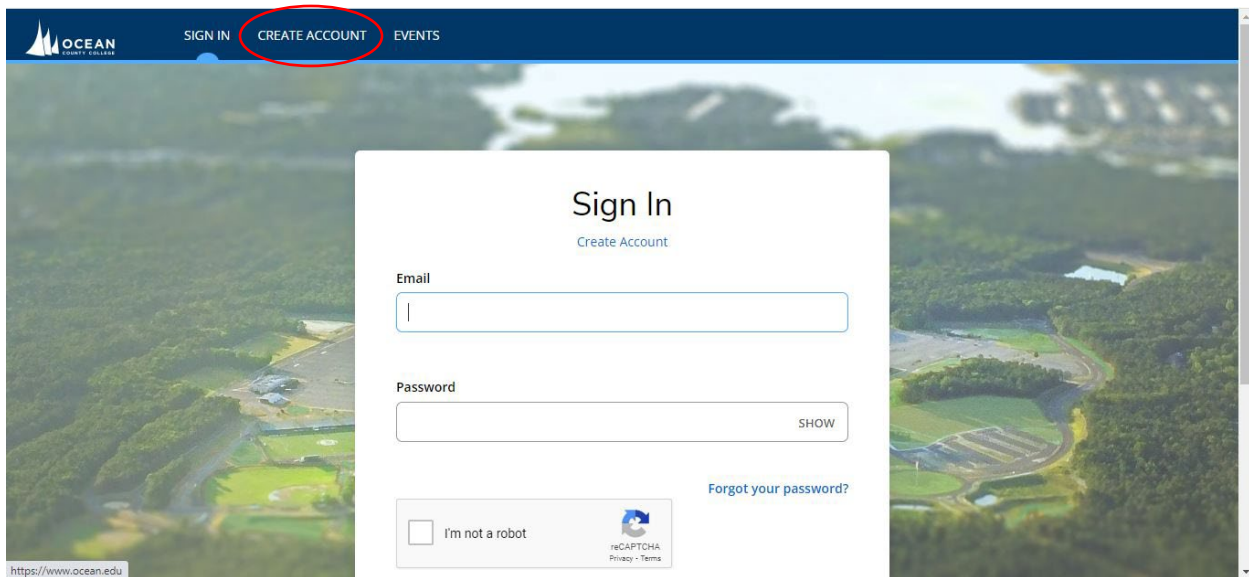 OCEAN
COUNTY COLLEGE
SIGN IN
CREATE ACCOUNT
EVENTS
Sign In
Create Account
Email
Password
SHOW
Forgot your password?
I'm not a robot
reCAPTCHA
Privacy - Terms
https://www.ocean.edu